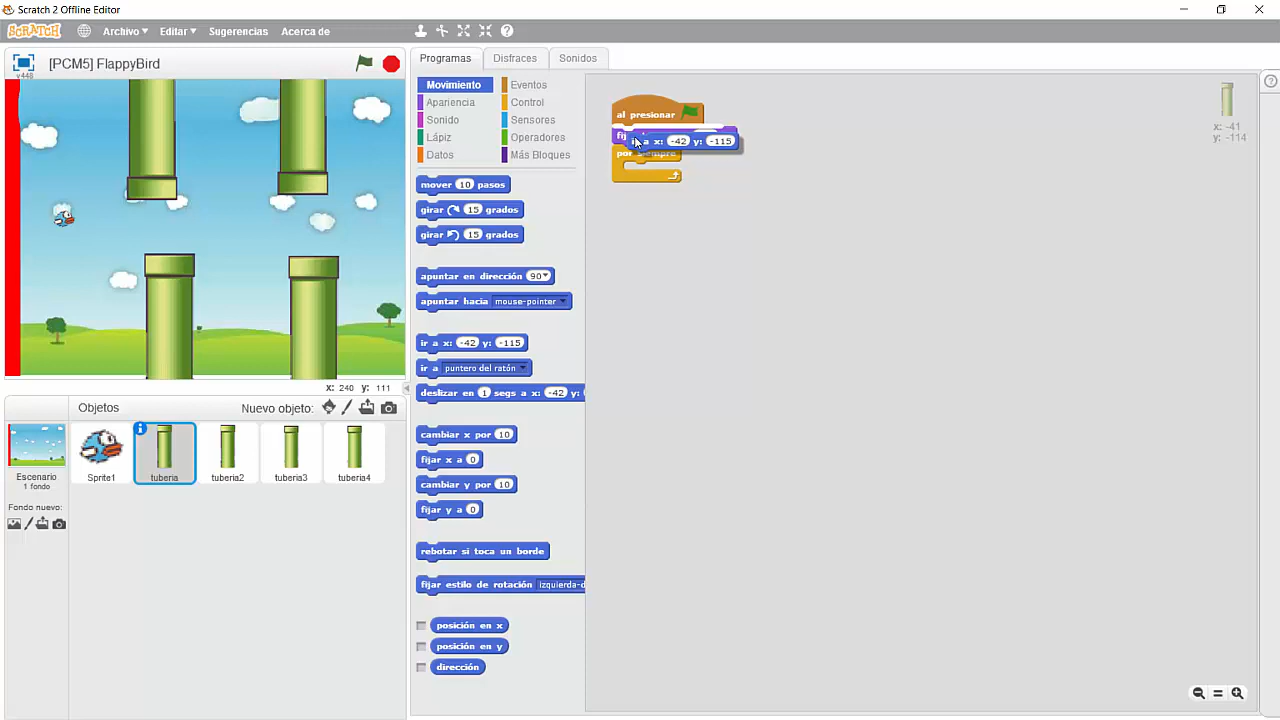 Scratch 2 Offline Editor
SCRATCH Archivo Editar Sugerencias Acerca de
[PCM5] FlappyBird
v448
x: 240 y: 111
Objetos Nuevo objeto:
Escenario
1 fondo
Fondo nuevo:
Sprite1
tuberia
tuberia2
tuberia3
tuberia4
Programas Disfraces Sonidos
Movimiento Eventos
Apariencia Control
Sonido Sensores
Lápiz Operadores
Datos Más Bloques
mover 10 pasos
girar 15 grados
girar 15 grados
apuntar en dirección 90
apuntar hacia mouse-pointer
ir a x: -42 y: -115
ir a puntero del ratón
deslizar en 1 segs a x: -42 y:
cambiar x por 10
fijar x a 0
cambiar y por 10
fijar y a 0
rebotar si toca un borde
fijar estilo de rotación izquierda-d
posición en x
posición en y
dirección
al presionar
a x: -42 y: -115
por siempre
x: -41
y: -114